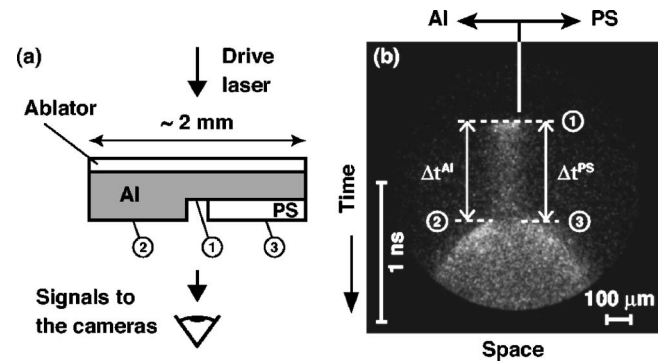 (a)
Drive
laser
Ablator
~ 2 mm
Al
PS
② ① ③
Signals to
the cameras
Al PS
(b)
①
Δt^Al Δt^PS
② ③
Time
1 ns
100 μm
Space